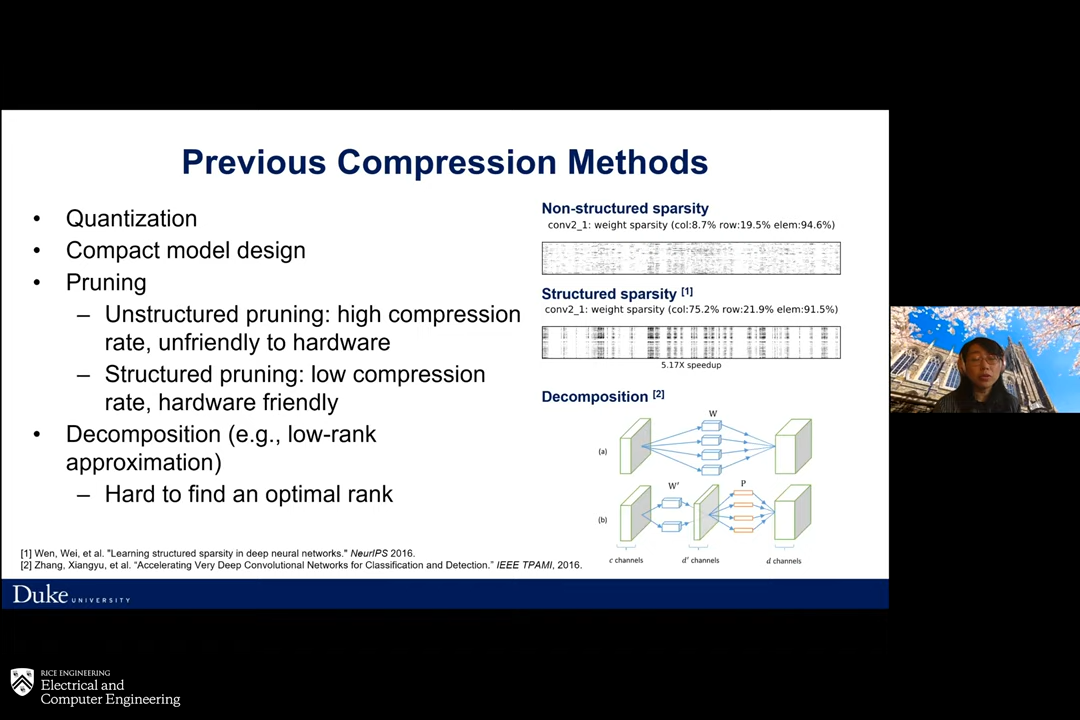 Previous Compression Methods
• Quantization
• Compact model design
• Pruning
– Unstructured pruning: high compression
rate, unfriendly to hardware
– Structured pruning: low compression
rate, hardware friendly
• Decomposition (e.g., low-rank
approximation)
– Hard to find an optimal rank
Non-structured sparsity
conv2_1: weight sparsity (col:8.7% row:19.5% elem:94.6%)
Structured sparsity [1]
conv2_1: weight sparsity (col:75.2% row:21.9% elem:91.5%)
5.17X speedup
Decomposition [2]
W
(a)
W' P
(b)
c channels d' channels d channels
[1] Wen, Wei, et al. "Learning structured sparsity in deep neural networks." NeurIPS 2016.
[2] Zhang, Xiangyu, et al. “Accelerating Very Deep Convolutional Networks for Classification and Detection.” IEEE TPAMI, 2016.
Duke UNIVERSITY
RICE ENGINEERING
Electrical and
Computer Engineering